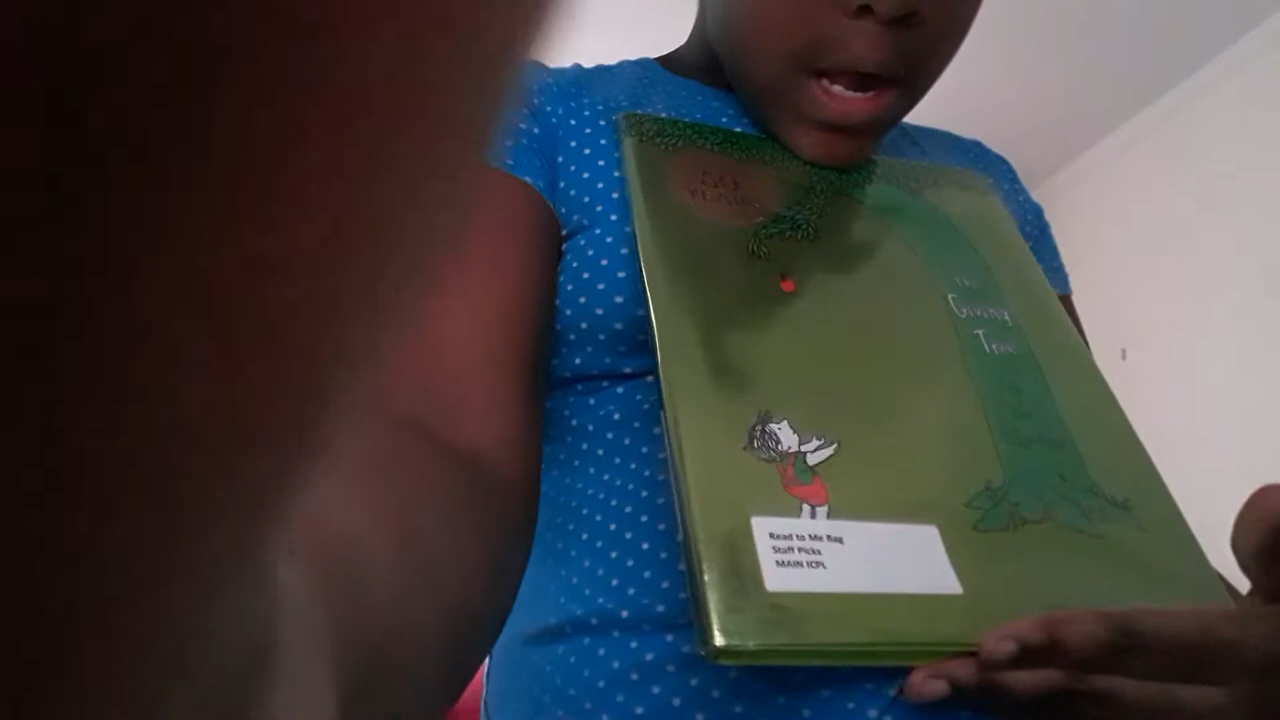 50
YEARS
The
Giving
Tree
Read to Me Bag
Staff Picks
MAIN ICPL